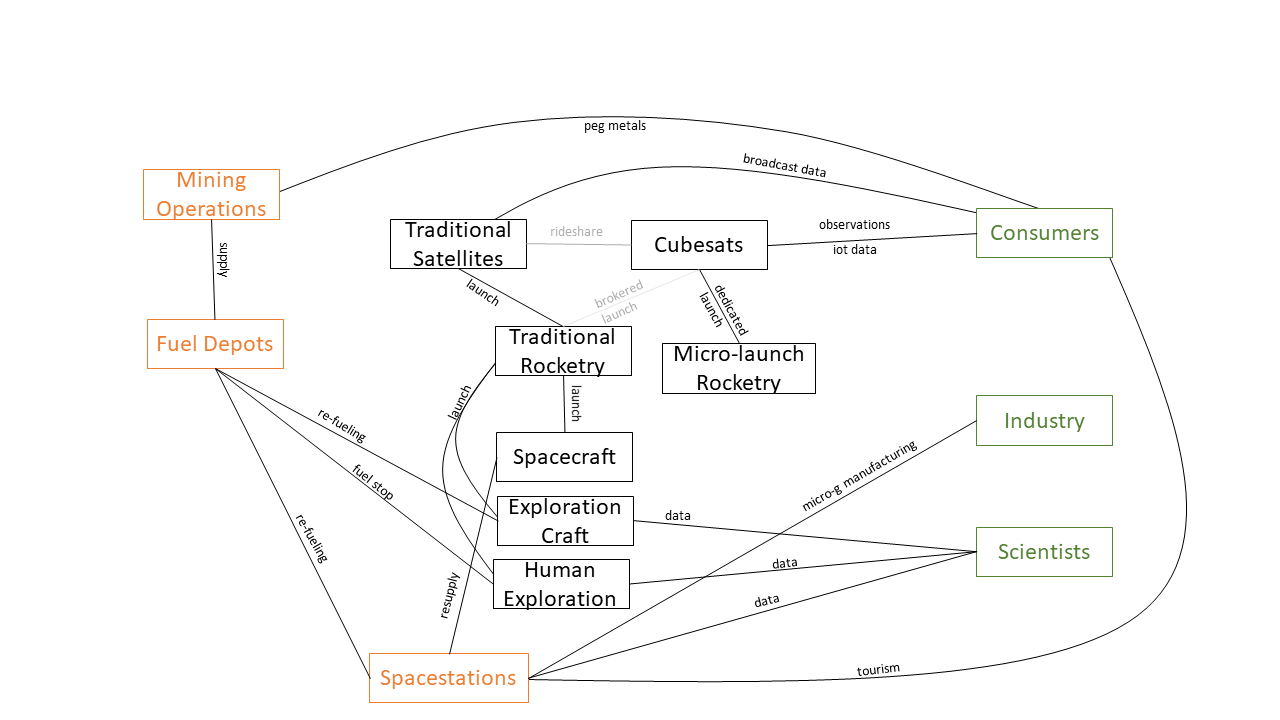 peg metals
broadcast data
Mining
Operations
Traditional
Satellites
rideshare
Cubesats
observations
iot data
Consumers
supply
launch
brokered
launch
dedicated
launch
Fuel Depots
Traditional
Rocketry
Micro-launch
Rocketry
launch
launch
re-fueling
Industry
Spacecraft
fuel stop
micro-g manufacturing
Exploration
Craft
data
re-fueling
Scientists
Human
Exploration
data
resupply
data
Spacestations
tourism